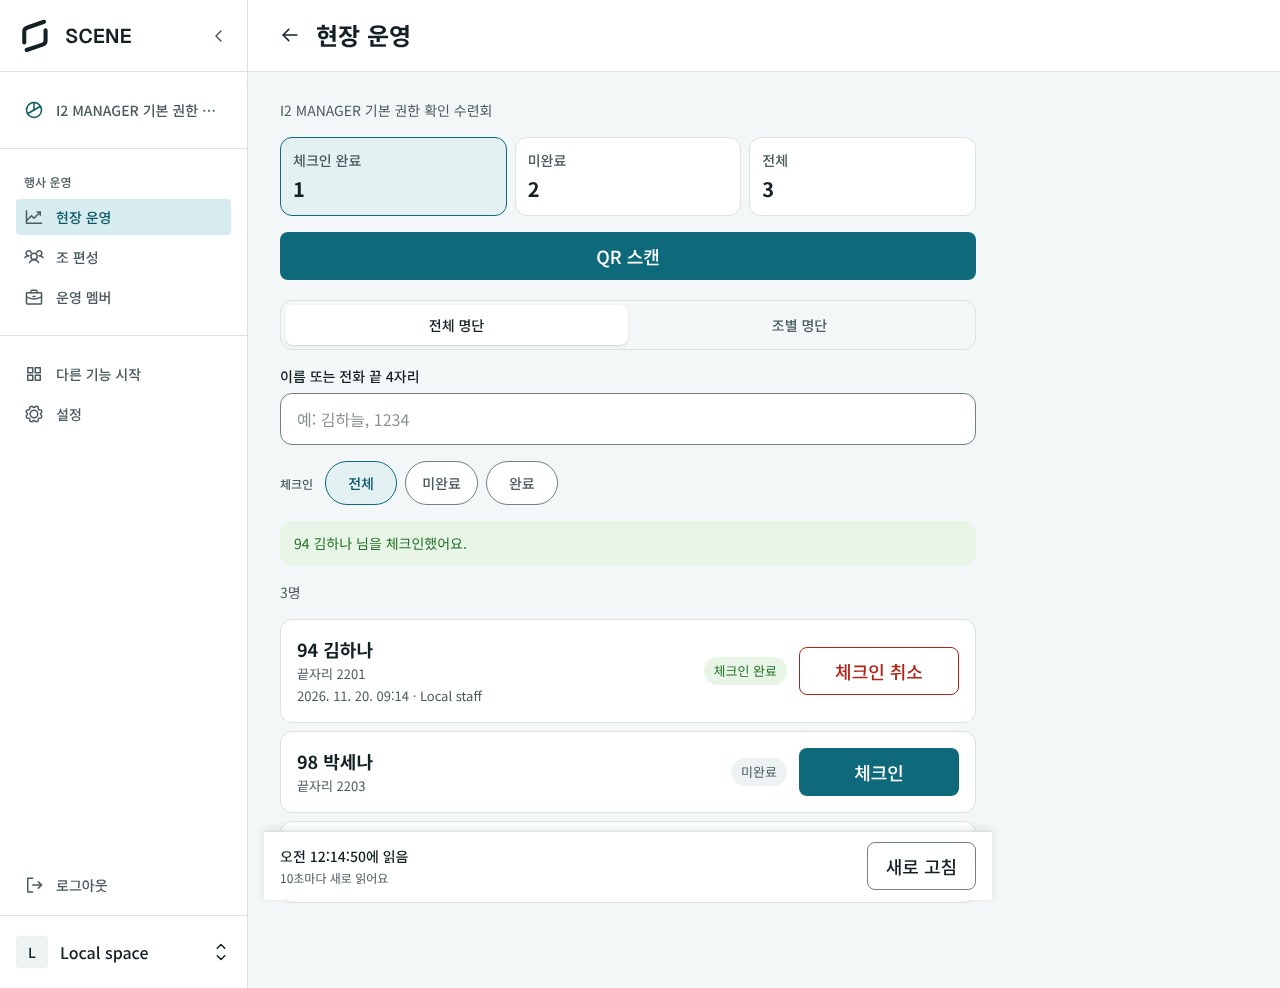 SCENE
현장 운영
I2 MANAGER 기본 권한 ···
I2 MANAGER 기본 권한 확인 수련회
체크인 완료
1
미완료
2
전체
3
행사 운영
현장 운영
조 편성
운영 멤버
다른 기능 시작
설정
QR 스캔
전체 명단
조별 명단
이름 또는 전화 끝 4자리
예: 김하늘, 1234
체크인
전체
미완료
완료
94 김하나 님을 체크인했어요.
3명
94 김하나
끝자리 2201
2026. 11. 20. 09:14 · Local staff
체크인 완료
체크인 취소
98 박세나
끝자리 2203
미완료
체크인
오전 12:14:50에 읽음
10초마다 새로 읽어요
새로 고침
로그아웃
L
Local space